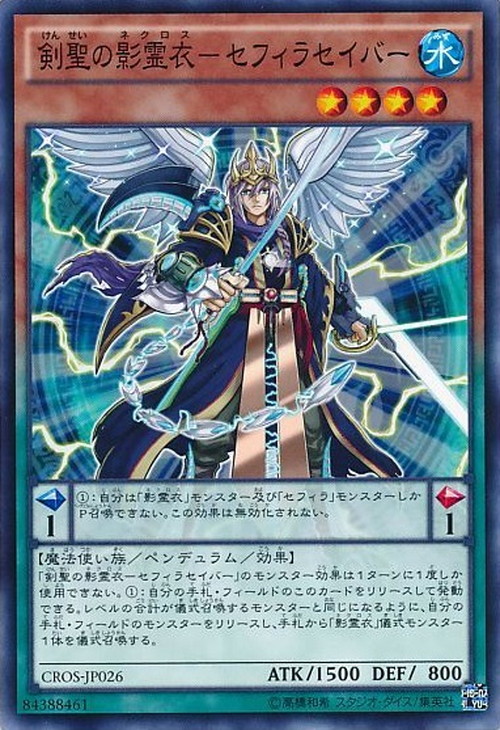 けんせい ネクロス
剣聖の影霊衣－セフィラセイバー
みず
水
①：自分は「影霊衣」モンスター及び「セフィラ」モンスターしか
P召喚できない。この効果は無効化されない。
1
1
【魔法使い族／ペンデュラム／効果】
「剣聖の影霊衣－セフィラセイバー」のモンスター効果は１ターンに１度しか
使用できない。①：自分の手札・フィールドのこのカードをリリースして発動
できる。レベルの合計が儀式召喚するモンスターと同じになるように、自分の
手札・フィールドのモンスターをリリースし、手札から「影霊衣」儀式モンスター
1体を儀式召喚する。
CROS-JP026
ATK/1500 DEF/ 800
84388461
©高橋和希 スタジオ・ダイス/集英社